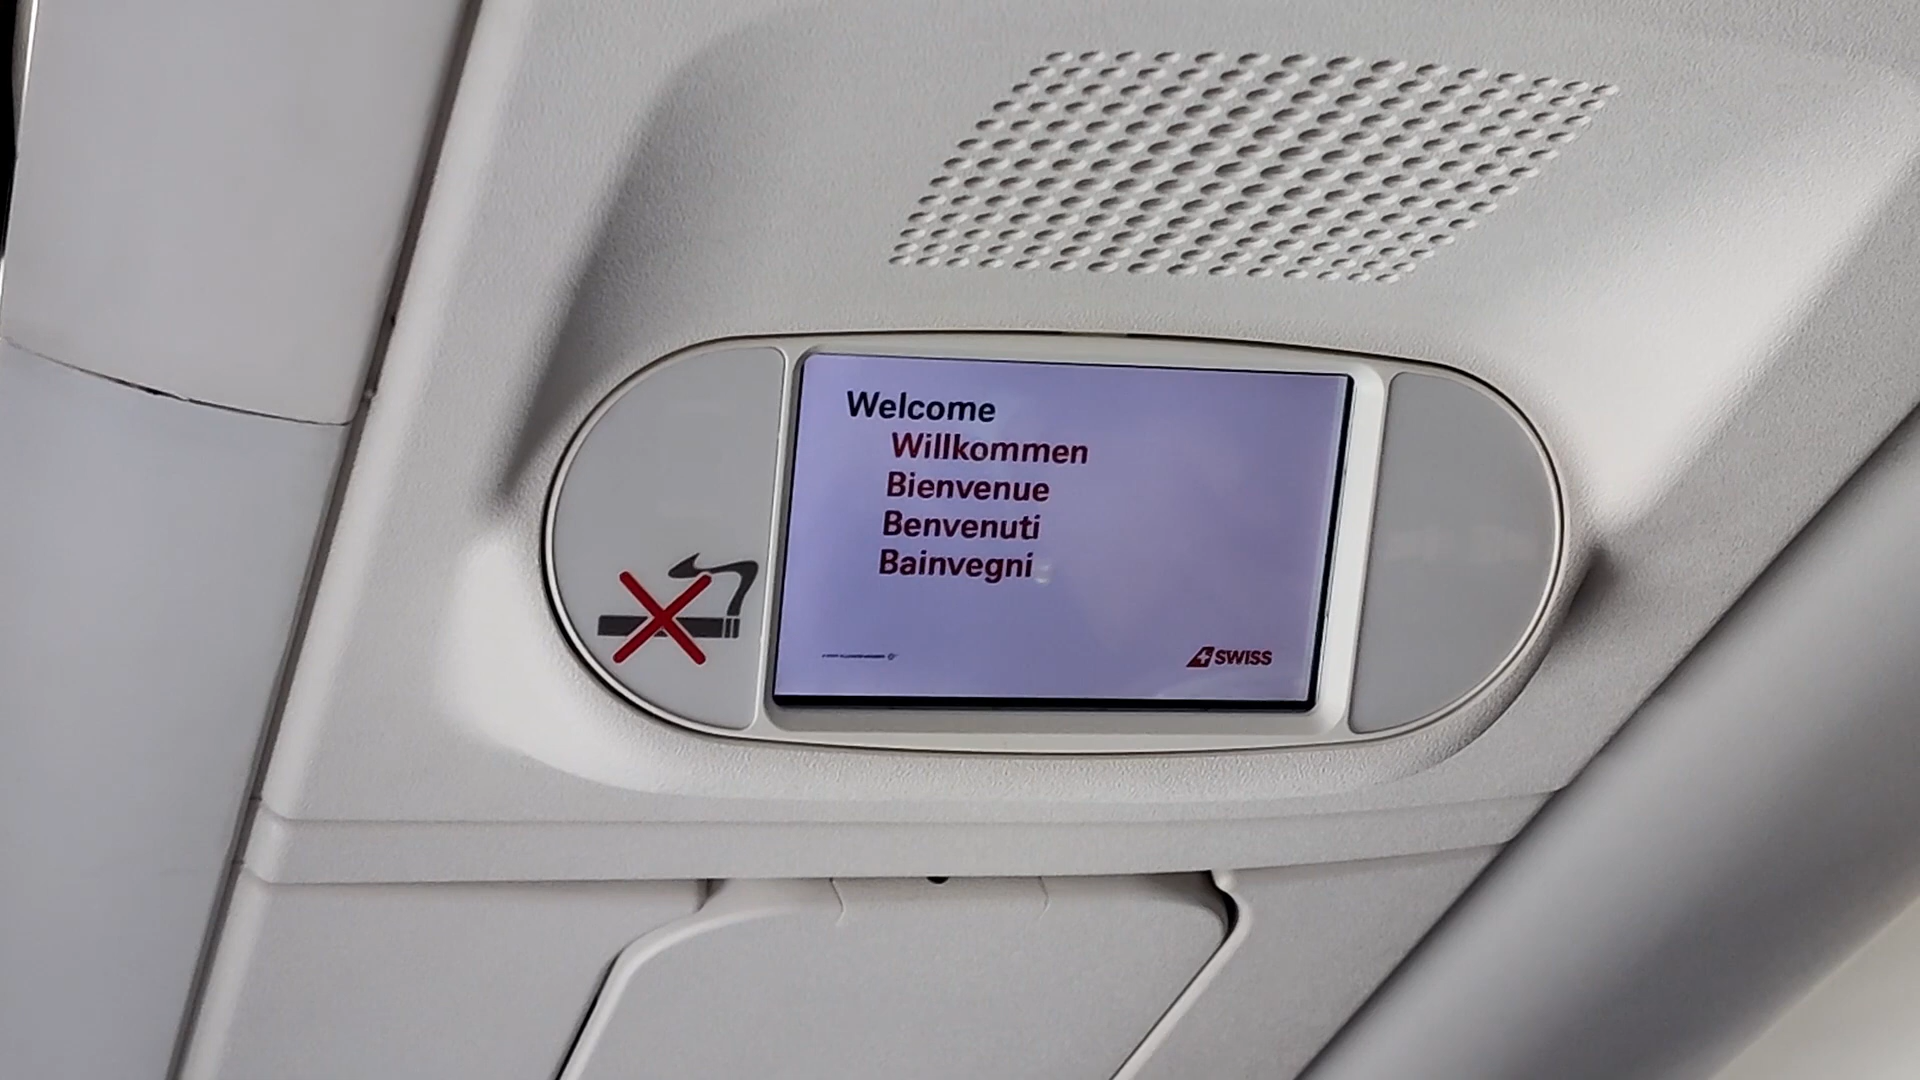 Welcome
Willkommen
Bienvenue
Benvenuti
Bainvegni
SWISS